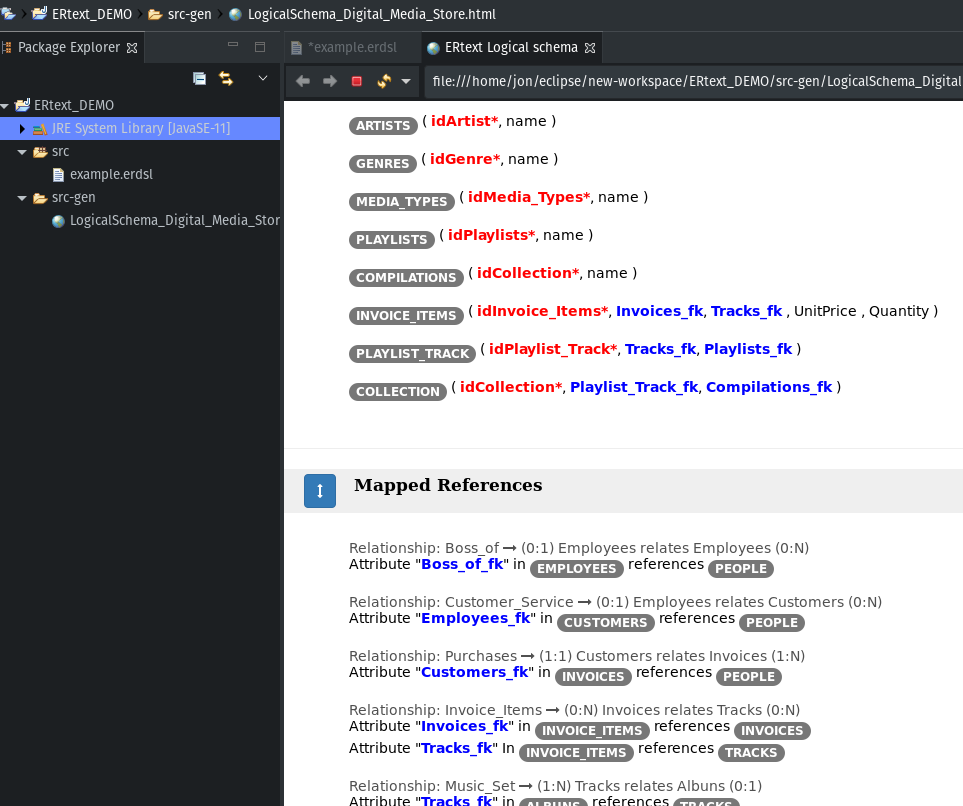 ERtext_DEMO src-gen LogicalSchema_Digital_Media_Store.html
Package Explorer
*example.erdsl
ERtext Logical schema
file:///home/jon/eclipse/new-workspace/ERtext_DEMO/src-gen/LogicalSchema_Digital
ERtext_DEMO
JRE System Library [JavaSE-11]
src
example.erdsl
src-gen
LogicalSchema_Digital_Media_Stor
ARTISTS ( idArtist*, name )
GENRES ( idGenre*, name )
MEDIA_TYPES ( idMedia_Types*, name )
PLAYLISTS ( idPlaylists*, name )
COMPILATIONS ( idCollection*, name )
INVOICE_ITEMS ( idInvoice_Items*, Invoices_fk, Tracks_fk , UnitPrice , Quantity )
PLAYLIST_TRACK ( idPlaylist_Track*, Tracks_fk, Playlists_fk )
COLLECTION ( idCollection*, Playlist_Track_fk, Compilations_fk )
Mapped References
Relationship: Boss_of → (0:1) Employees relates Employees (0:N)
Attribute "Boss_of_fk" in EMPLOYEES references PEOPLE
Relationship: Customer_Service → (0:1) Employees relates Customers (0:N)
Attribute "Employees_fk" in CUSTOMERS references PEOPLE
Relationship: Purchases → (1:1) Customers relates Invoices (1:N)
Attribute "Customers_fk" in INVOICES references PEOPLE
Relationship: Invoice_Items → (0:N) Invoices relates Tracks (0:N)
Attribute "Invoices_fk" in INVOICE_ITEMS references INVOICES
Attribute "Tracks_fk" In INVOICE_ITEMS references TRACKS
Relationship: Music_Set → (1:N) Tracks relates Albuns (0:1)
Attribute "Tracks_fk" in ALBUNS references TRACKS